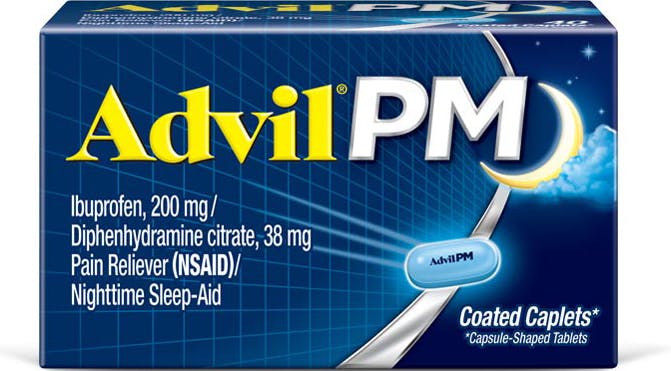 Advil® PM
Ibuprofen, 200 mg/
Diphenhydramine citrate, 38 mg
Pain Reliever (NSAID)/
Nighttime Sleep-Aid
AdvilPM
Coated Caplets*
*Capsule-Shaped Tablets